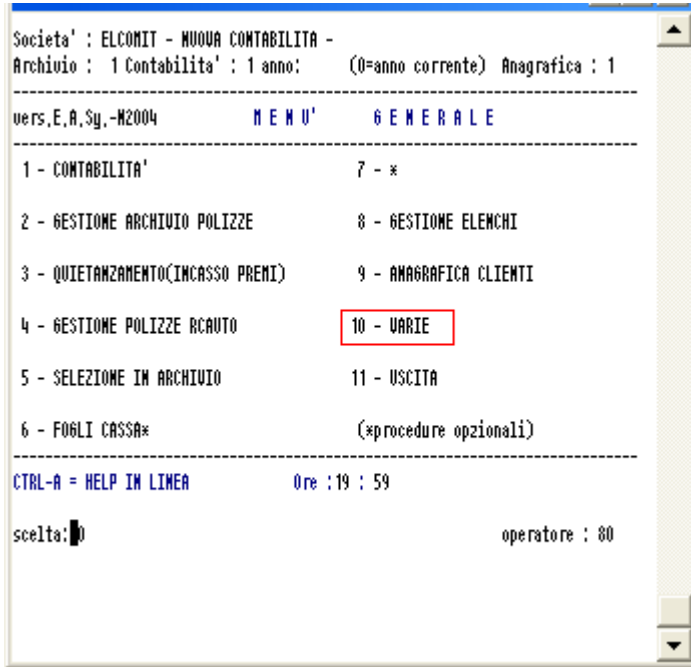 Societa' : ELCOMIT - NUOVA CONTABILITA -
Archivio :  1 Contabilita' : 1 anno:  (0=anno corrente) Anagrafica : 1
vers.E.A.Sy.-N2004  M E N U'  G E N E R A L E
1 - CONTABILITA'  7 - *
2 - GESTIONE ARCHIVIO POLIZZE  8 - GESTIONE ELENCHI
3 - QUIETANZAMENTO(INCASSO PREMI)  9 - ANAGRAFICA CLIENTI
4 - GESTIONE POLIZZE RCAUTO  10 - VARIE
5 - SELEZIONE IN ARCHIVIO  11 - USCITA
6 - FOGLI CASSA*  (*procedure opzionali)
CTRL-A = HELP IN LINEA  Ore :19 : 59
scelta: 0  operatore : 80